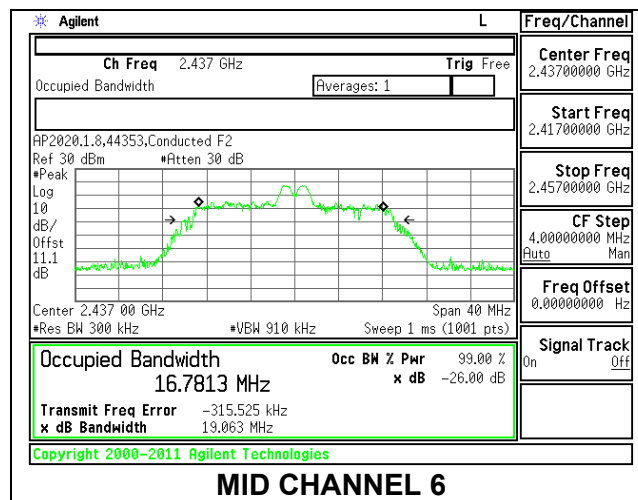 Agilent L Freq/Channel
Ch Freq 2.437 GHz Trig Free
Occupied Bandwidth Averages: 1
AP2020.1.8,44353,Conducted F2
Ref 30 dBm #Atten 30 dB
#Peak
Log
10
dB/
Offst
11.1
dB
Center 2.437 00 GHz Span 40 MHz
#Res BW 300 kHz #VBW 910 kHz Sweep 1 ms (1001 pts)
Occupied Bandwidth Occ BW % Pwr 99.00 %
16.7813 MHz x dB -26.00 dB
Transmit Freq Error -315.525 kHz
x dB Bandwidth 19.063 MHz
Copyright 2000-2011 Agilent Technologies
Center Freq
2.43700000 GHz
Start Freq
2.41700000 GHz
Stop Freq
2.45700000 GHz
CF Step
4.00000000 MHz
Auto Man
Freq Offset
0.00000000 Hz
Signal Track
On Off
MID CHANNEL 6